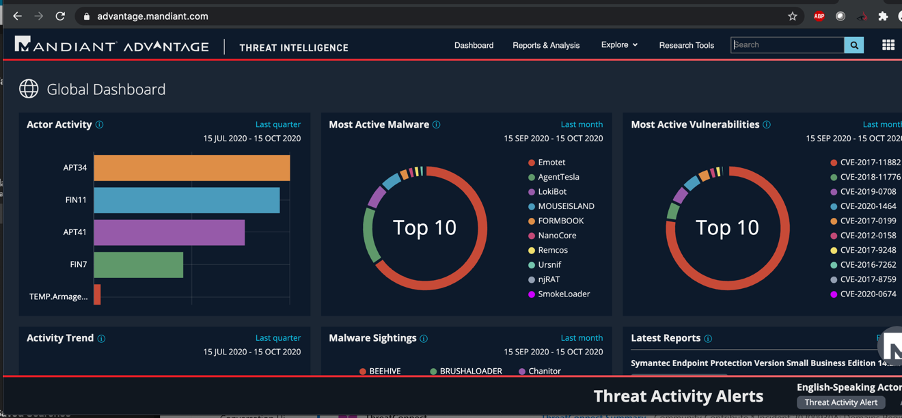 advantage.mandiant.com
ABP
MANDIANT ADVANTAGE THREAT INTELLIGENCE
Dashboard Reports & Analysis Explore Research Tools Search
Global Dashboard
Actor Activity Last quarter
15 JUL 2020 - 15 OCT 2020
APT34
FIN11
APT41
FIN7
TEMP.Armage...
Most Active Malware Last month
15 SEP 2020 - 15 OCT 2020
Top 10
Emotet
AgentTesla
LokiBot
MOUSEISLAND
FORMBOOK
NanoCore
Remcos
Ursnif
njRAT
SmokeLoader
Most Active Vulnerabilities Last month
15 SEP 2020 - 15 OCT 2020
Top 10
CVE-2017-11882
CVE-2018-11776
CVE-2019-0708
CVE-2020-1464
CVE-2017-0199
CVE-2012-0158
CVE-2017-9248
CVE-2016-7262
CVE-2017-8759
CVE-2020-0674
Activity Trend Last quarter
15 JUL 2020 - 15 OCT 2020
Malware Sightings Last month
15 SEP 2020 - 15 OCT 2020
BEEHIVE BRUSHALOADER Chanitor
Latest Reports
Symantec Endpoint Protection Version Small Business Edition 14.2
Threat Activity Alerts
English-Speaking Actor
Threat Activity Alert